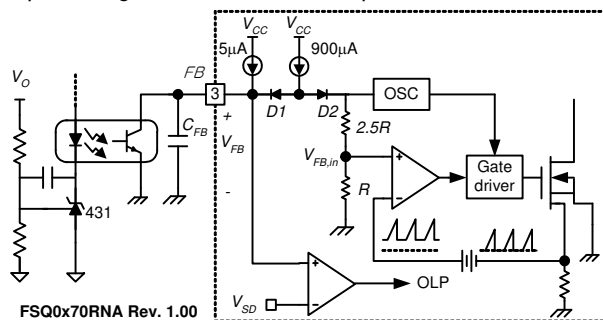 V_CC V_CC
5μA 900μA
V_O
FB
3
OSC
D1 D2
+
C_FB
V_FB
2.5R
V_FB,in
+
R
-
Gate
driver
-
431
+
OLP
V_SD
-
FSQ0x70RNA Rev. 1.00